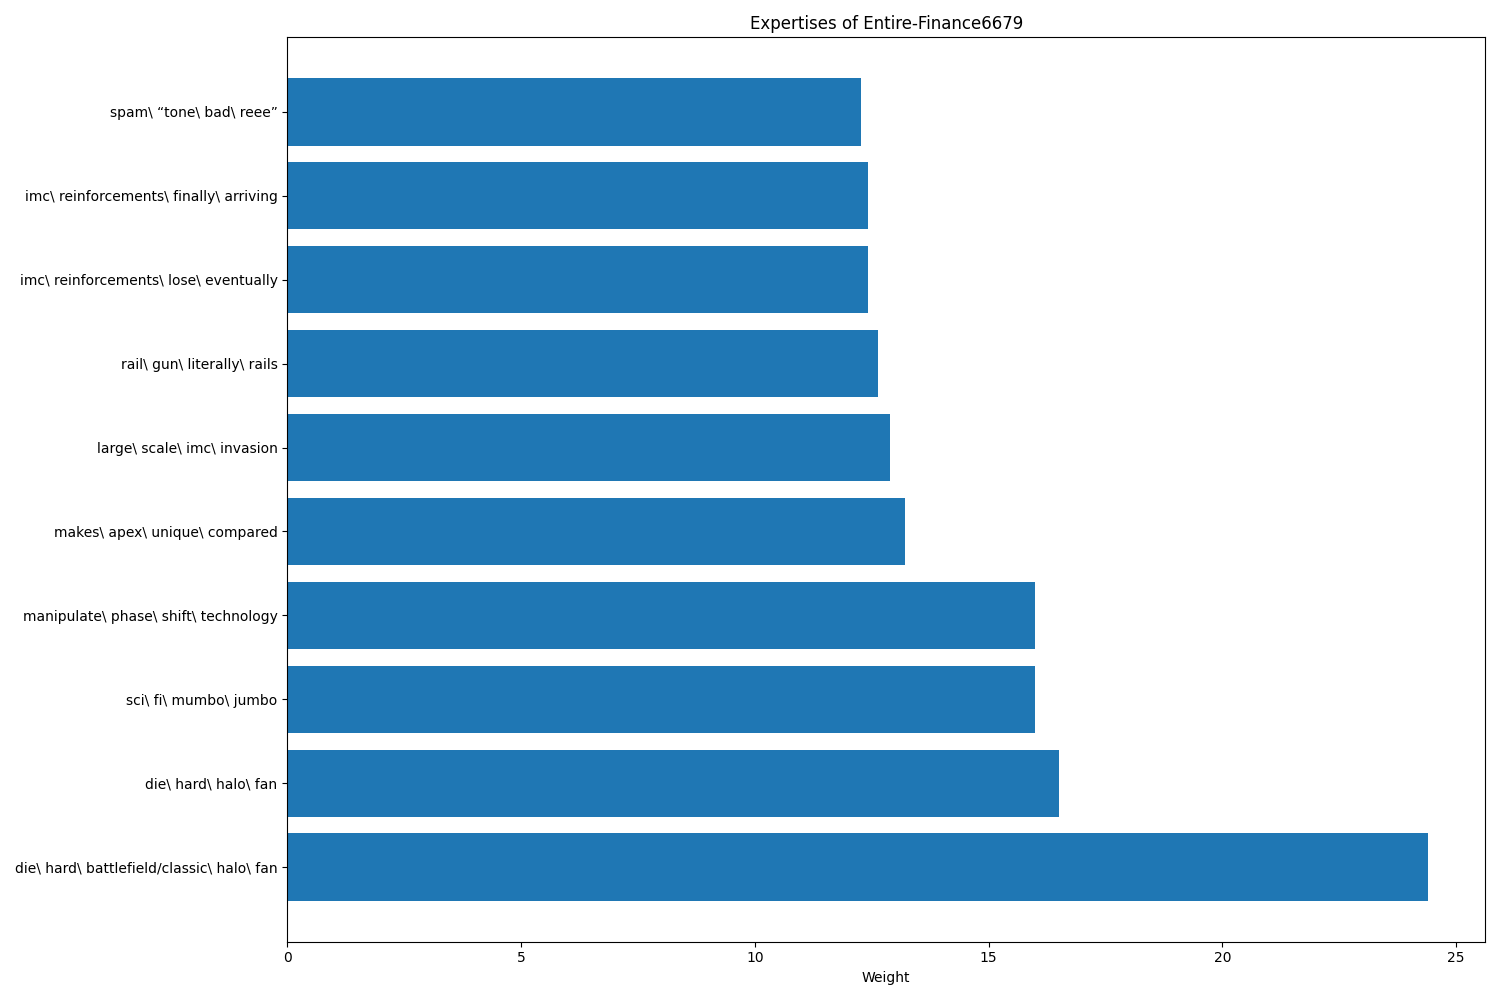 Expertises of Entire-Finance6679
spam\ “tone\ bad\ reee”
imc\ reinforcements\ finally\ arriving
imc\ reinforcements\ lose\ eventually
rail\ gun\ literally\ rails
large\ scale\ imc\ invasion
makes\ apex\ unique\ compared
manipulate\ phase\ shift\ technology
sci\ fi\ mumbo\ jumbo
die\ hard\ halo\ fan
die\ hard\ battlefield/classic\ halo\ fan
0 5 10 15 20 25
Weight